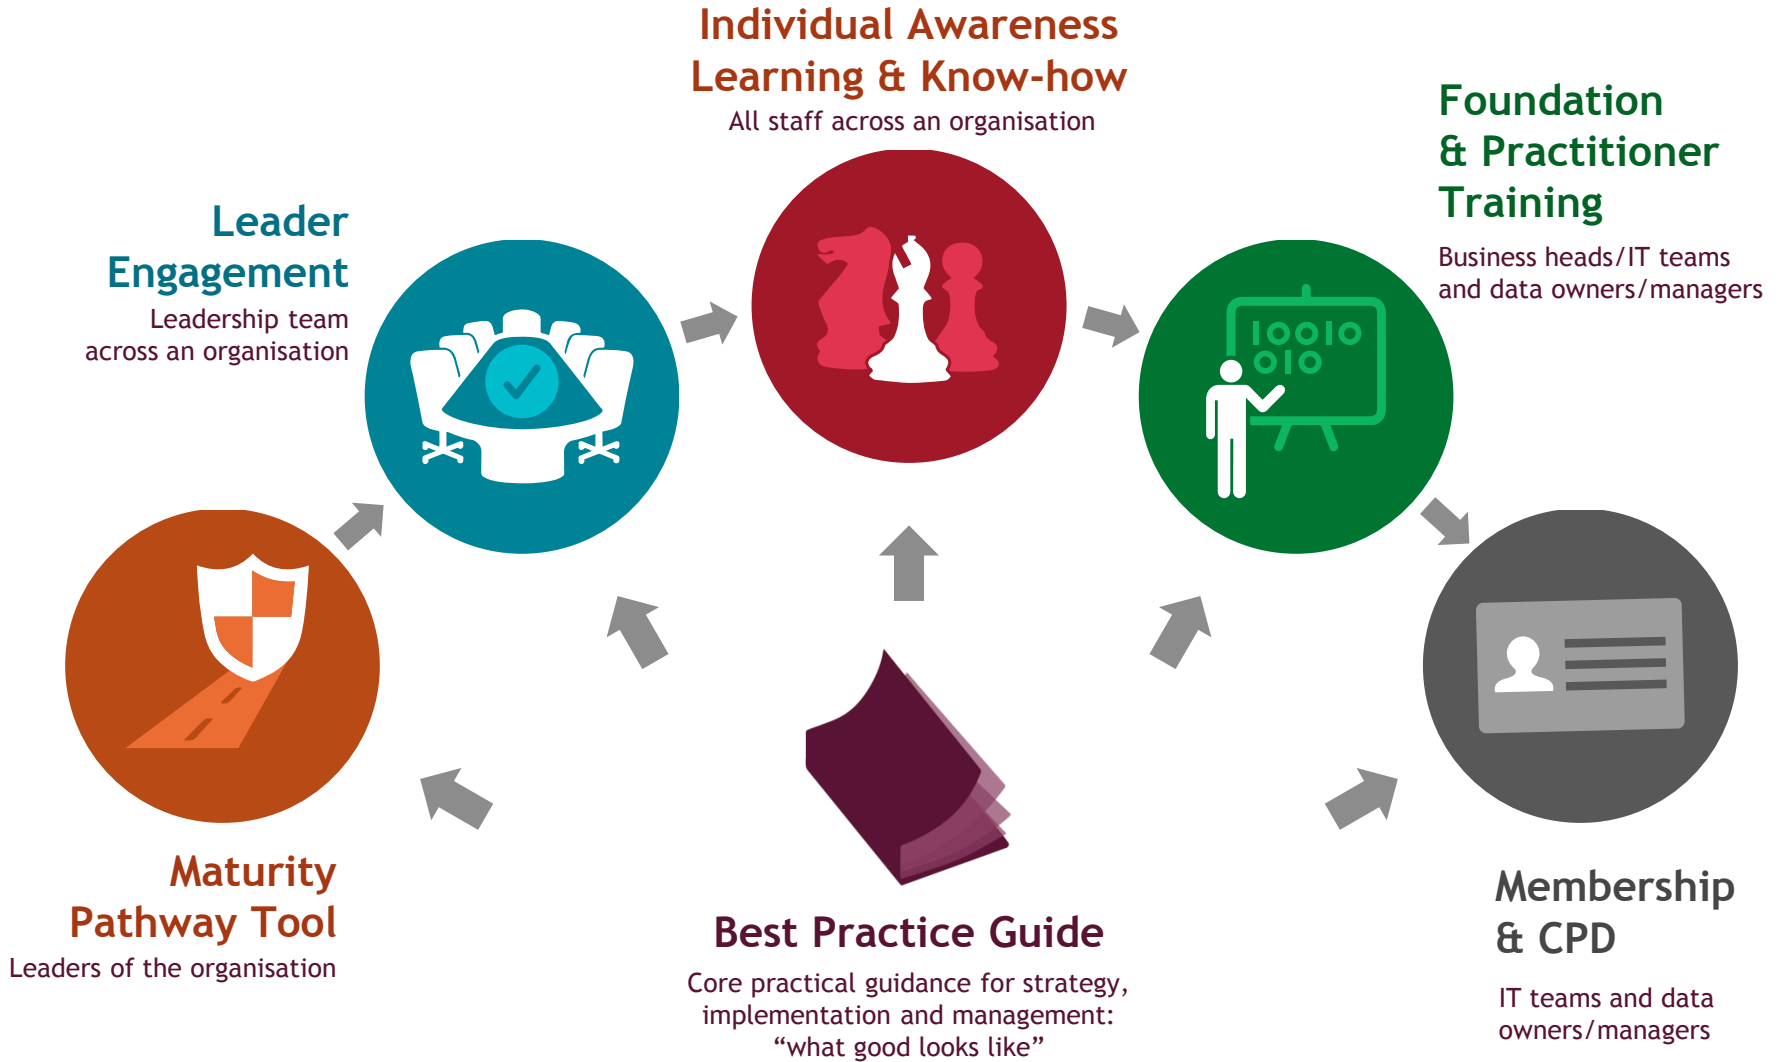 Individual Awareness
Learning & Know-how
All staff across an organisation
Foundation
& Practitioner
Training
Business heads/IT teams
and data owners/managers
Leader
Engagement
Leadership team
across an organisation
10010
010
Maturity
Pathway Tool
Leaders of the organisation
Best Practice Guide
Core practical guidance for strategy,
implementation and management:
“what good looks like”
Membership
& CPD
IT teams and data
owners/managers